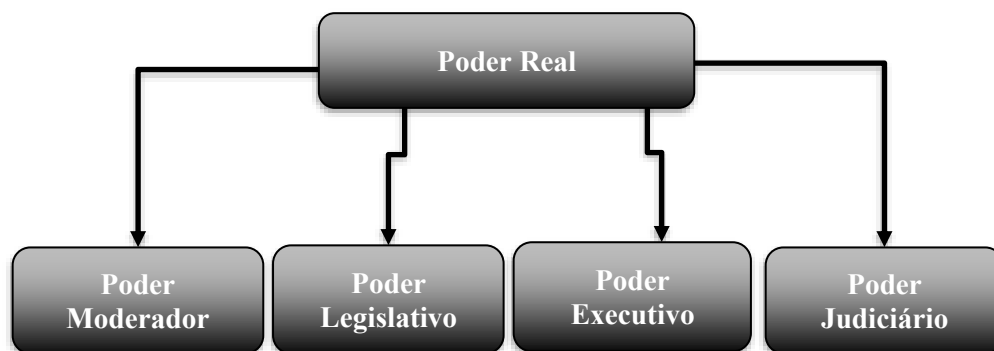 Poder Real
Poder
Moderador
Poder
Legislativo
Poder
Executivo
Poder
Judiciário